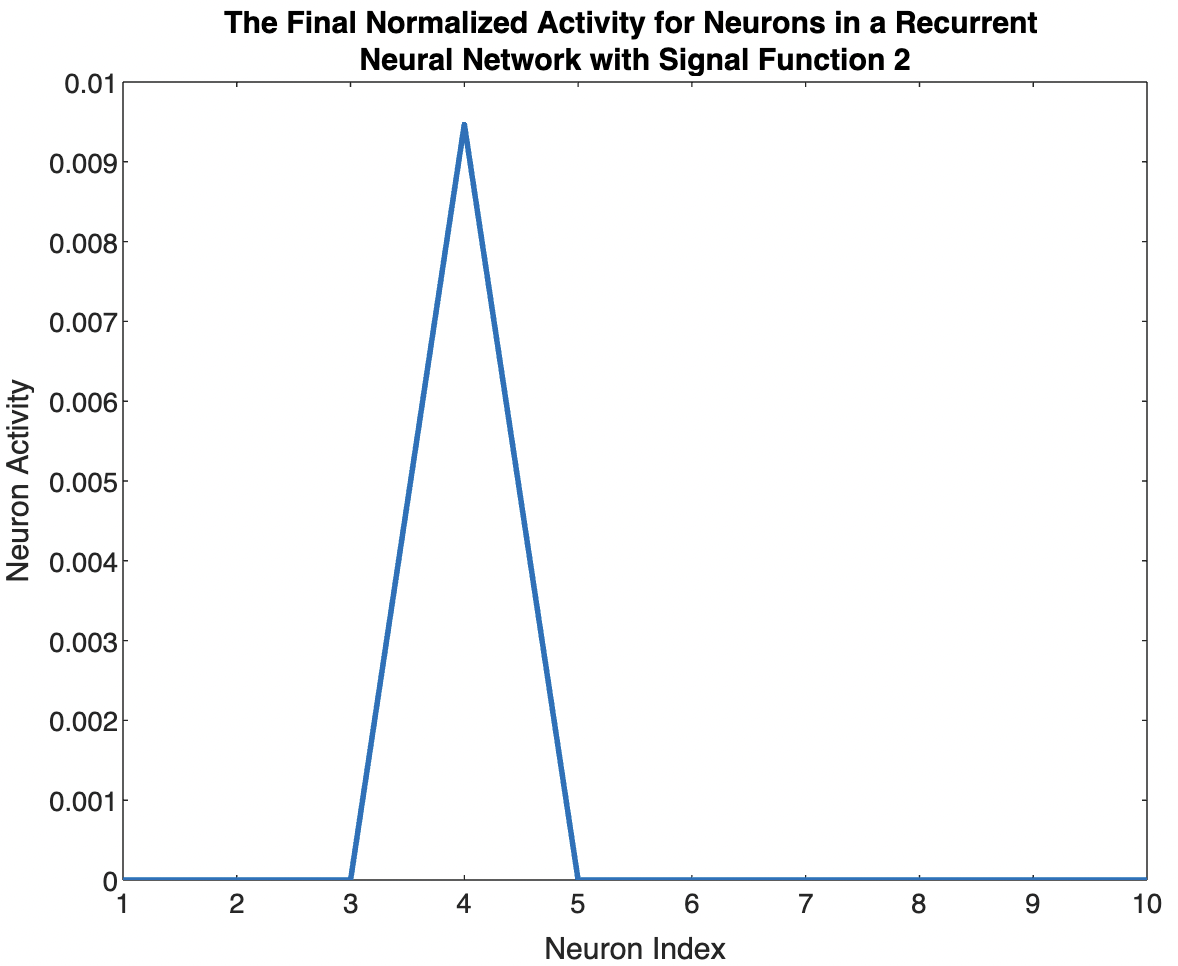 The Final Normalized Activity for Neurons in a Recurrent
Neural Network with Signal Function 2
0.01
0.009
0.008
0.007
0.006
0.005
0.004
0.003
0.002
0.001
0
Neuron Activity
1 2 3 4 5 6 7 8 9 10
Neuron Index